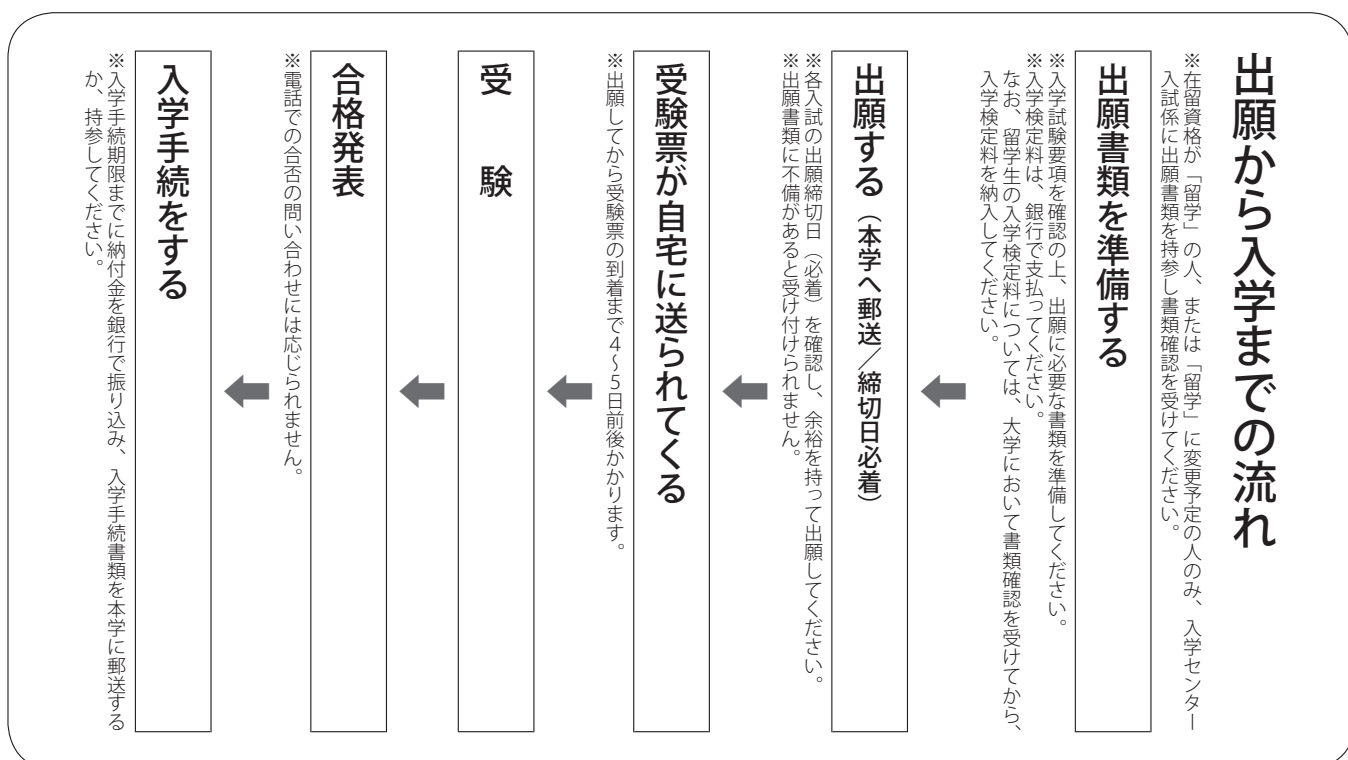 出願から入学までの流れ
※在留資格が「留学」の人、または「留学」に変更予定の人のみ、入学センター
入試係に出願書類を持参し書類確認を受けてください。
出願書類を準備する
※入学試験要項を確認の上、出願に必要な書類を準備してください。
※入学検定料は、銀行で支払ってください。
なお、留学生の入学検定料については、大学において書類確認を受けてから、
入学検定料を納入してください。
出願する（本学へ郵送／締切日必着）
※各入試の出願締切日（必着）を確認し、余裕を持って出願してください。
※出願書類に不備があると受け付けられません。
受験票が自宅に送られてくる
※出願してから受験票の到着まで4〜5日前後かかります。
受　験
合格発表
※電話での合否の問い合わせには応じられません。
入学手続をする
※入学手続期限までに納付金を銀行で振り込み、入学手続書類を本学に郵送する
か、持参してください。